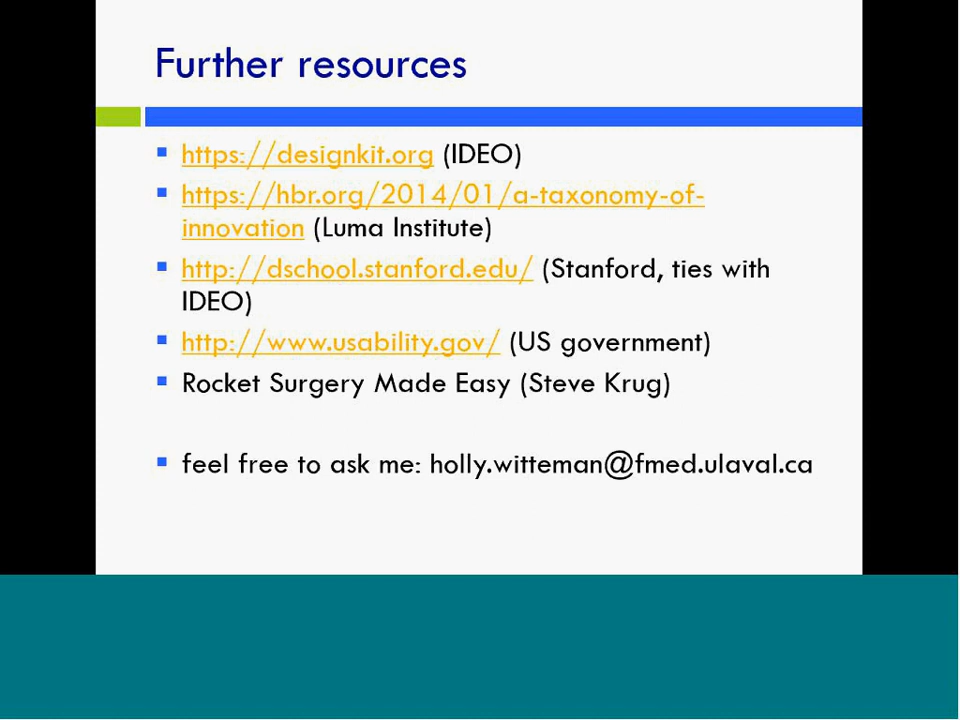 Further resources
https://designkit.org (IDEO)
https://hbr.org/2014/01/a-taxonomy-of-
innovation (Luma Institute)
http://dschool.stanford.edu/ (Stanford, ties with
IDEO)
http://www.usability.gov/ (US government)
Rocket Surgery Made Easy (Steve Krug)
feel free to ask me: holly.witteman@fmed.ulaval.ca